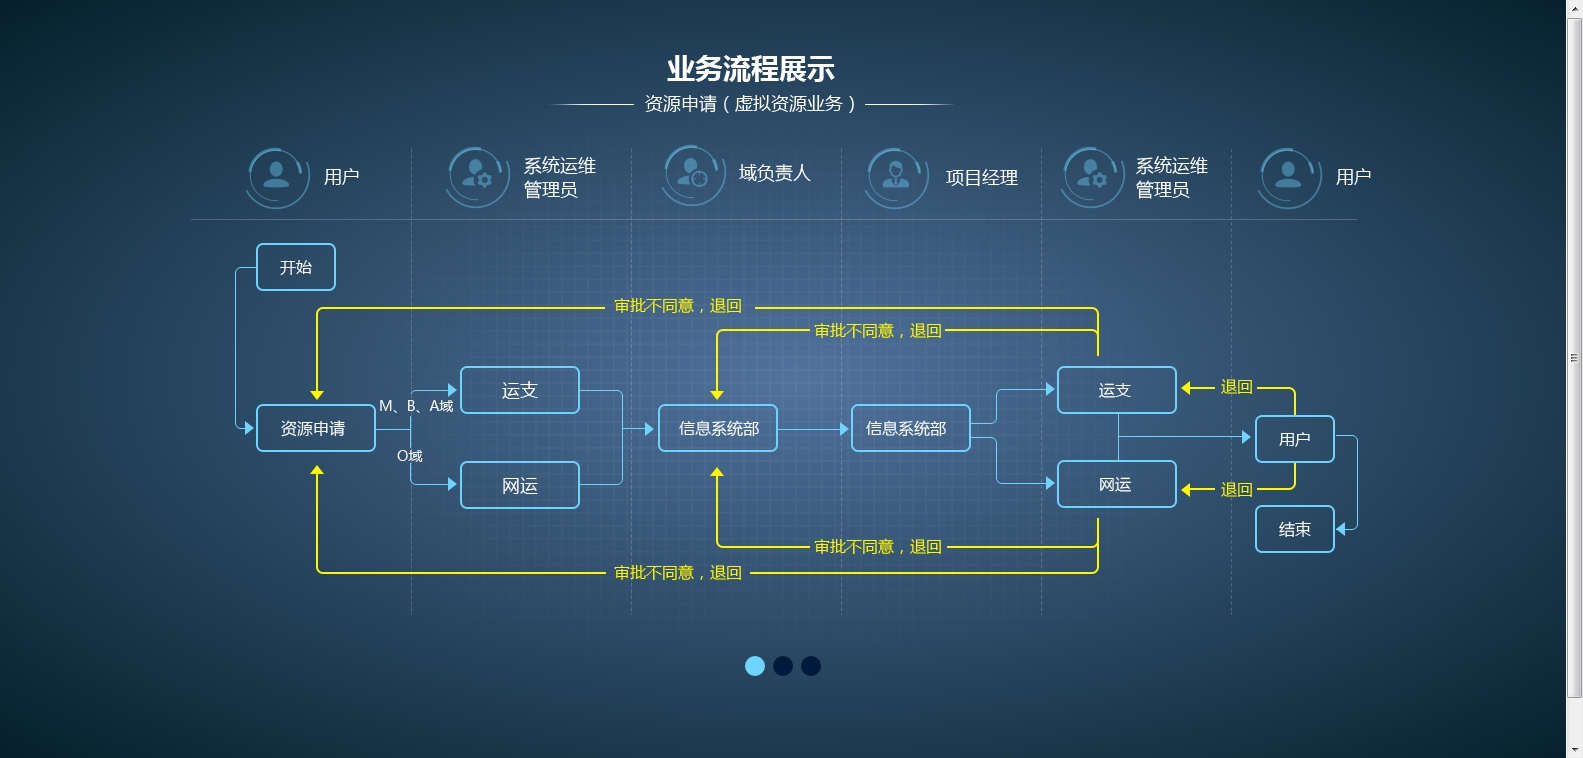 业务流程展示
资源申请（虚拟资源业务）
用户
系统运维
管理员
域负责人
项目经理
系统运维
管理员
用户
开始
审批不同意，退回
审批不同意，退回
运支
运支
退回
M、B、A域
资源申请
信息系统部
信息系统部
用户
O域
网运
网运
退回
结束
审批不同意，退回
审批不同意，退回